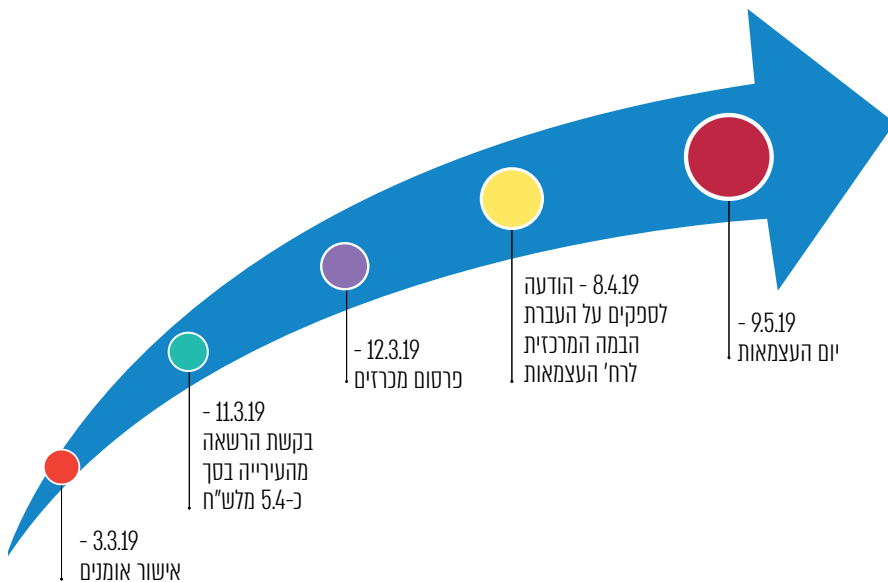 3.3.19 -
אישור אומנים
11.3.19 -
בקשת הרשאה
מהעירייה בסך
כ-5.4 מלש"ח
12.3.19 -
פרסום מכרזים
8.4.19 - הודעה
לספקים על העברת
הבמה המרכזית
לרח' העצמאות
9.5.19 -
יום העצמאות